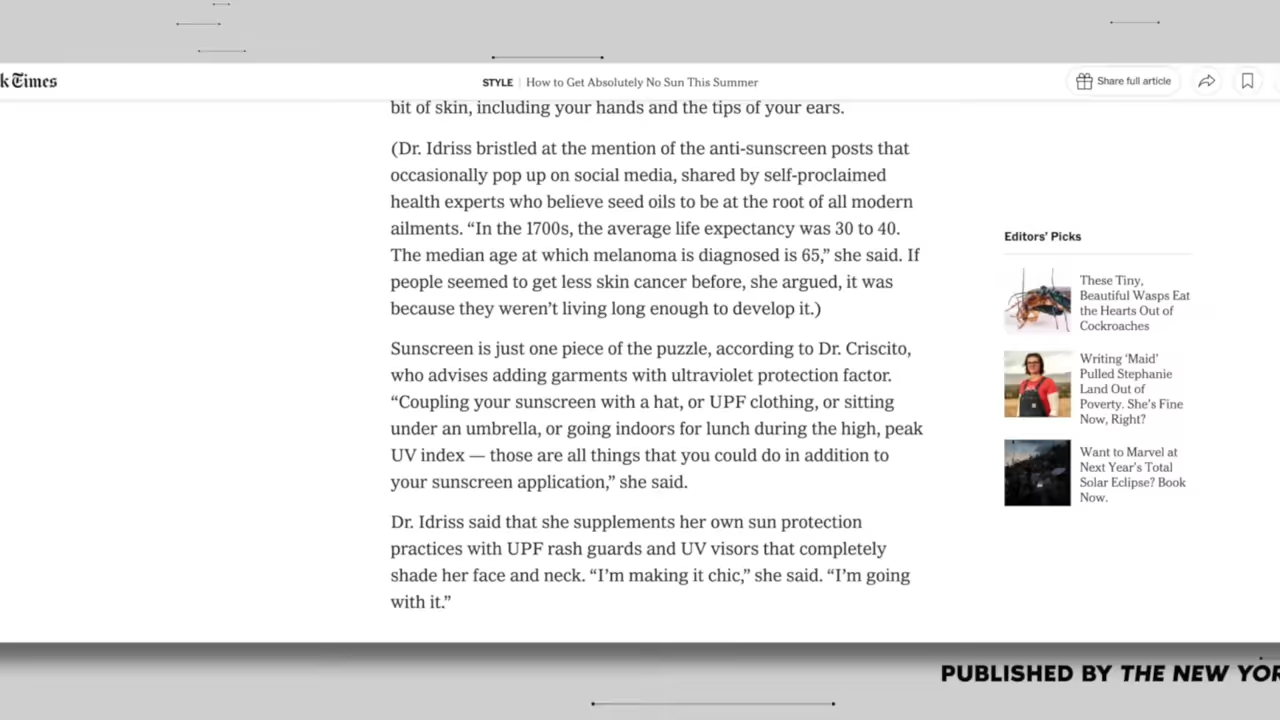 k Times
STYLE | How to Get Absolutely No Sun This Summer
Share full article
bit of skin, including your hands and the tips of your ears.
(Dr. Idriss bristled at the mention of the anti-sunscreen posts that
occasionally pop up on social media, shared by self-proclaimed
health experts who believe seed oils to be at the root of all modern
ailments. “In the 1700s, the average life expectancy was 30 to 40.
The median age at which melanoma is diagnosed is 65,” she said. If
people seemed to get less skin cancer before, she argued, it was
because they weren’t living long enough to develop it.)
Sunscreen is just one piece of the puzzle, according to Dr. Criscito,
who advises adding garments with ultraviolet protection factor.
“Coupling your sunscreen with a hat, or UPF clothing, or sitting
under an umbrella, or going indoors for lunch during the high, peak
UV index — those are all things that you could do in addition to
your sunscreen application,” she said.
Dr. Idriss said that she supplements her own sun protection
practices with UPF rash guards and UV visors that completely
shade her face and neck. “I’m making it chic,” she said. “I’m going
with it.”
Editors’ Picks
These Tiny,
Beautiful Wasps Eat
the Hearts Out of
Cockroaches
Writing ‘Maid’
Pulled Stephanie
Land Out of
Poverty. She’s Fine
Now, Right?
Want to Marvel at
Next Year’s Total
Solar Eclipse? Book
Now.
PUBLISHED BY THE NEW YOR